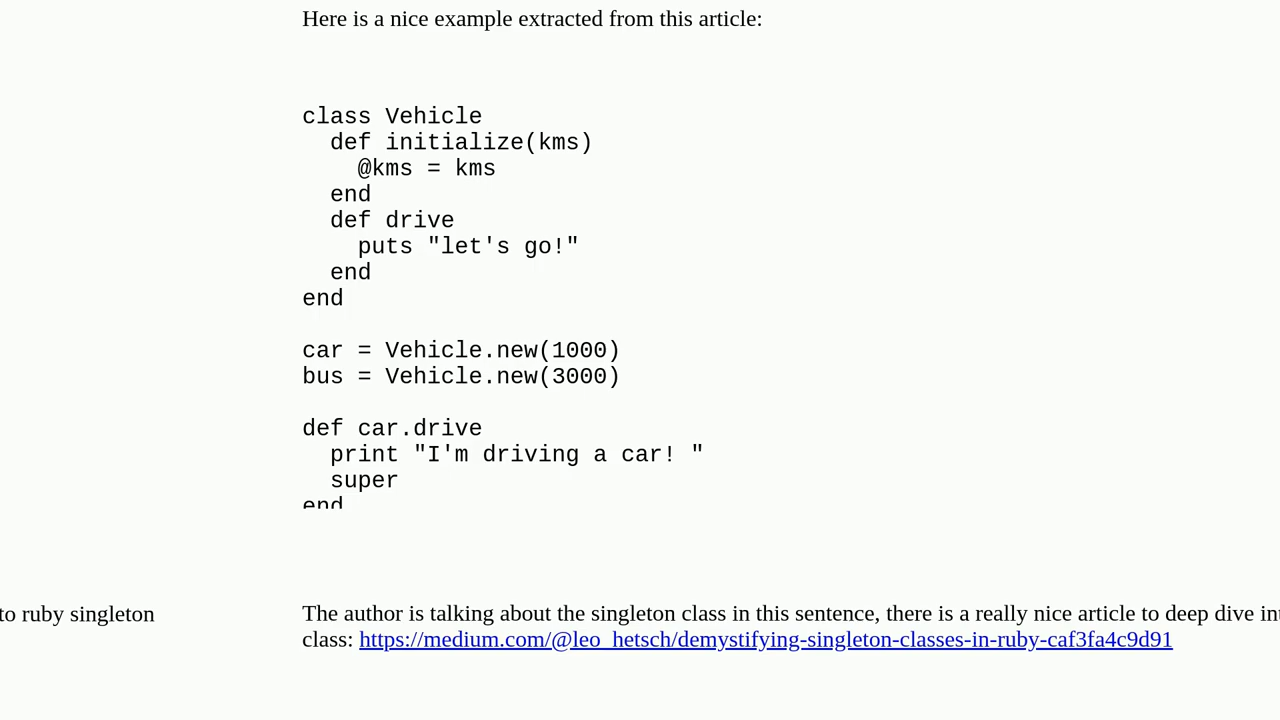 Here is a nice example extracted from this article:
class Vehicle
  def initialize(kms)
    @kms = kms
  end
  def drive
    puts "let's go!"
  end
end
car = Vehicle.new(1000)
bus = Vehicle.new(3000)
def car.drive
  print "I'm driving a car! "
  super
end
to ruby singleton
The author is talking about the singleton class in this sentence, there is a really nice article to deep dive int
class: https://medium.com/@leo_hetsch/demystifying-singleton-classes-in-ruby-caf3fa4c9d91